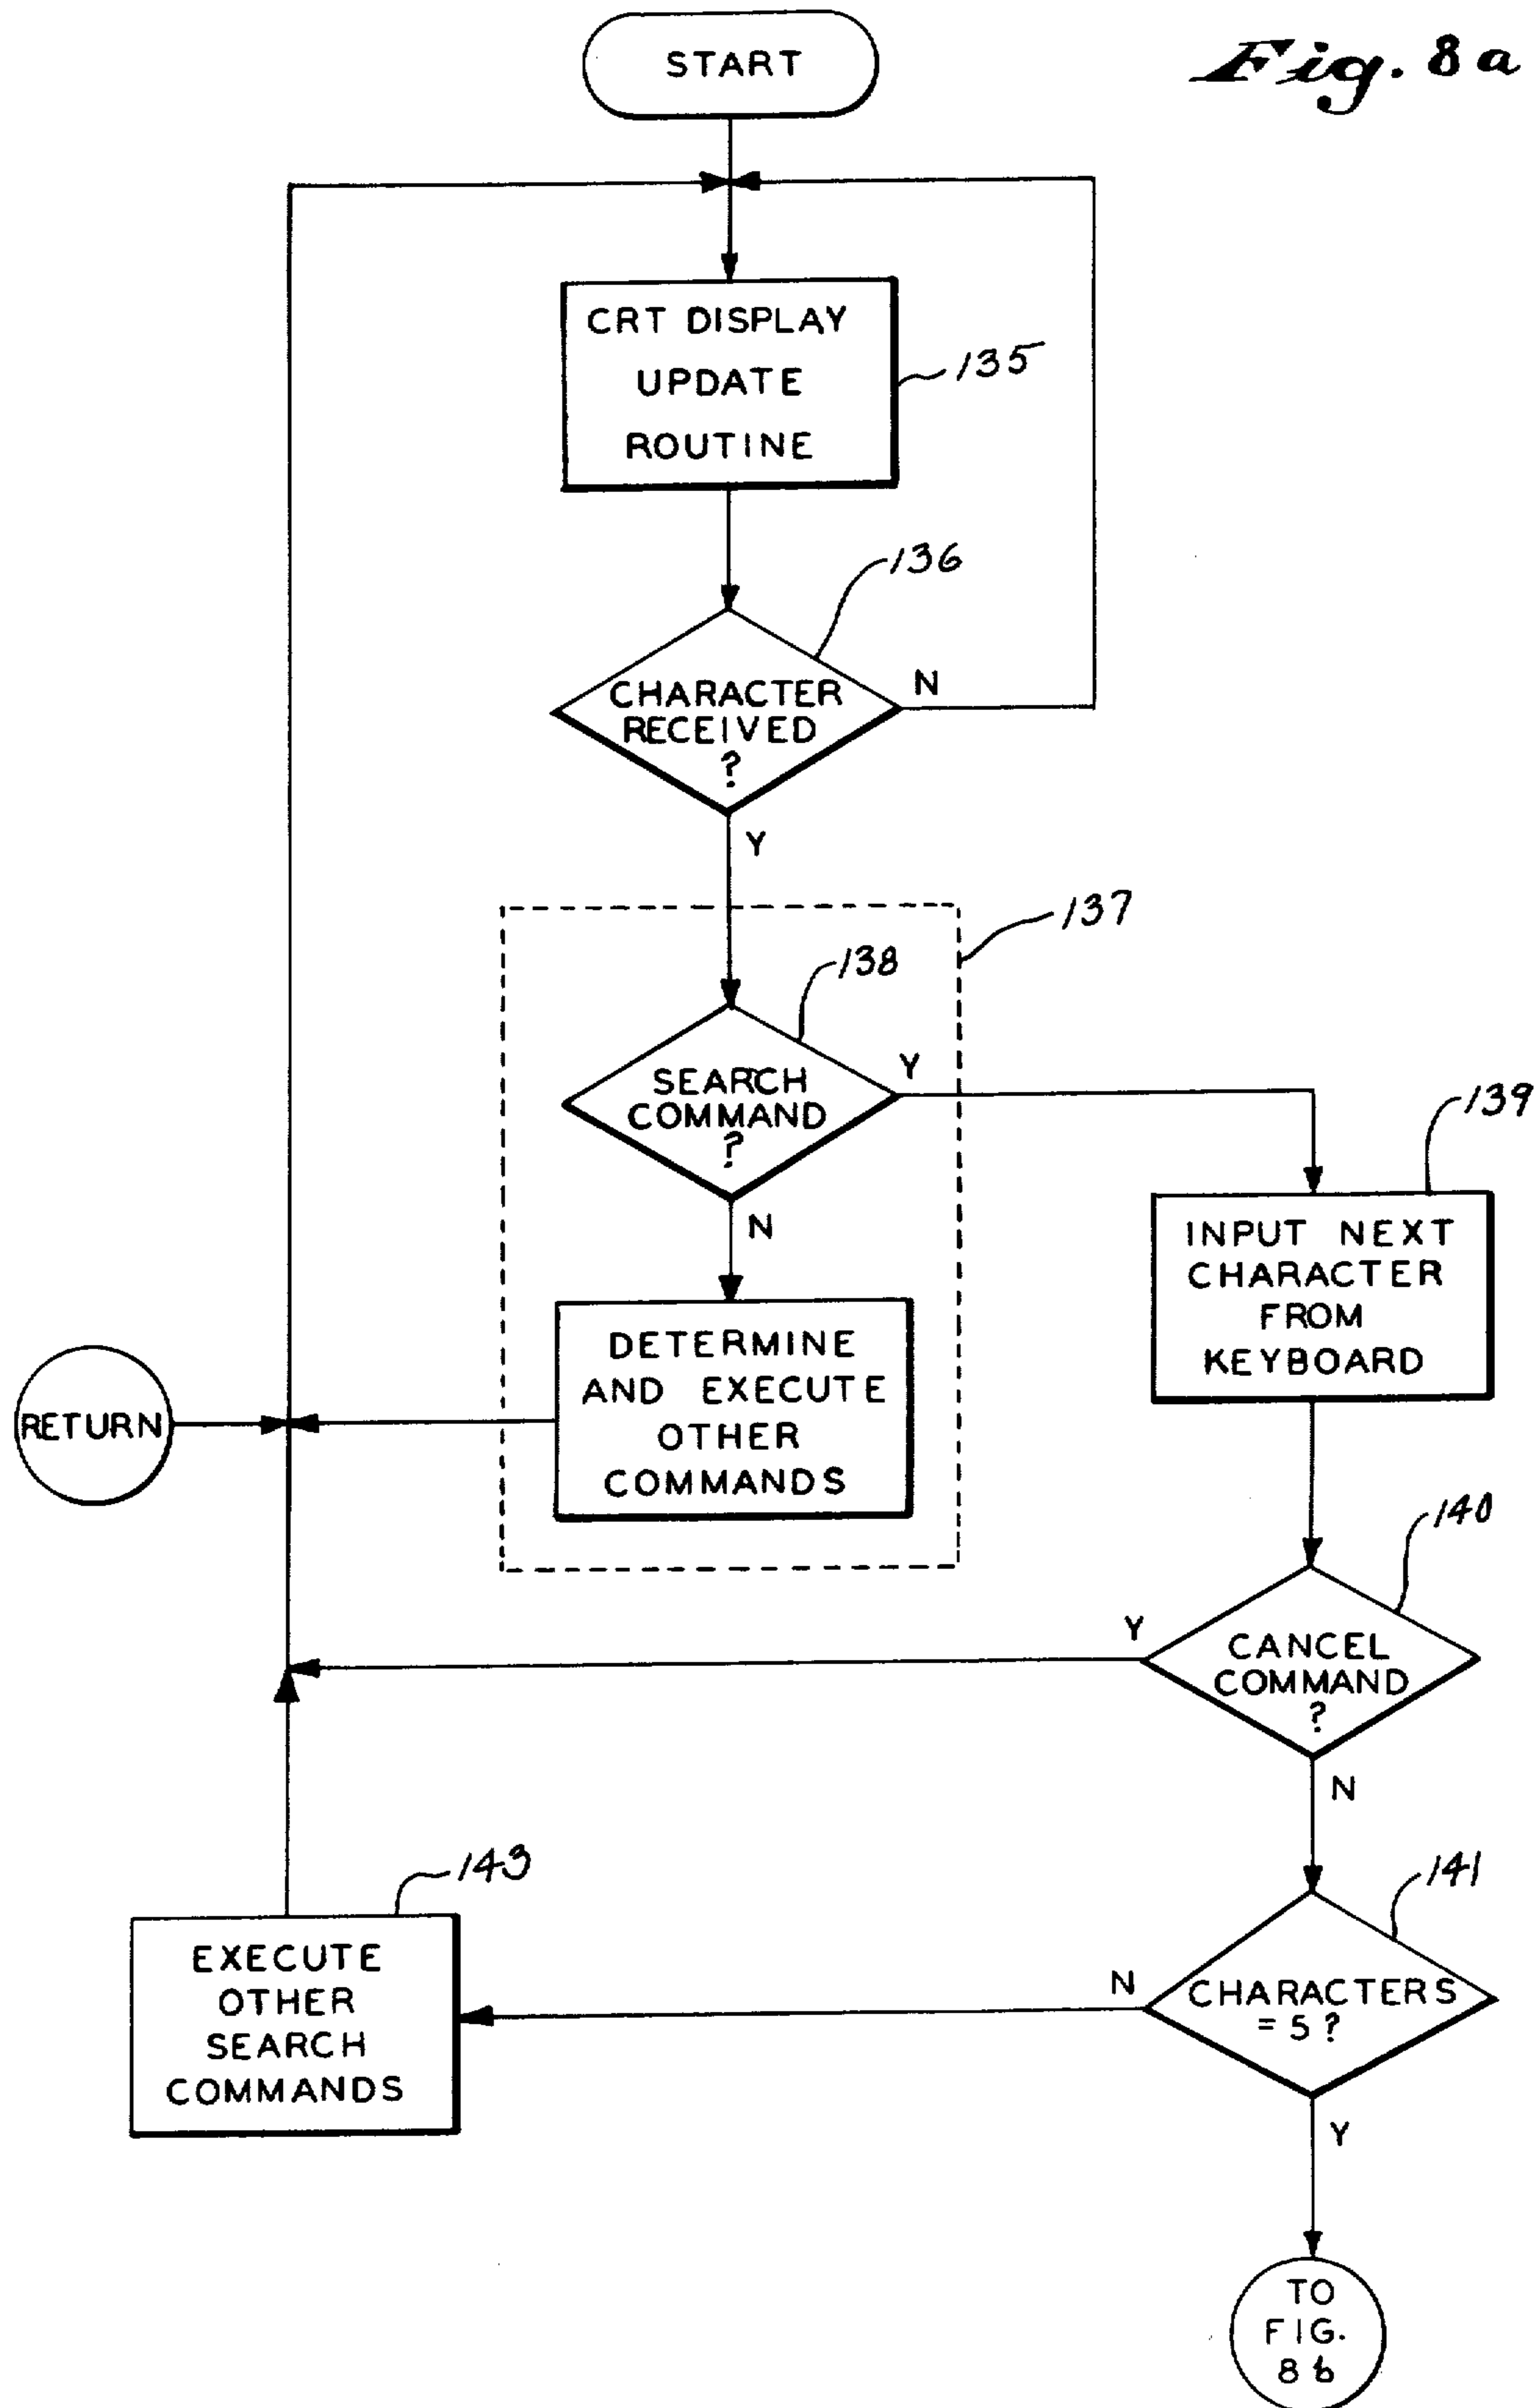 Fig. 8a
START
CRT DISPLAY
UPDATE
ROUTINE
135
136
CHARACTER
RECEIVED
?
N
Y
137
138
SEARCH
COMMAND
?
Y
N
139
INPUT NEXT
CHARACTER
FROM
KEYBOARD
DETERMINE
AND EXECUTE
OTHER
COMMANDS
RETURN
140
CANCEL
COMMAND
?
Y
N
141
CHARACTERS
= 5 ?
N
Y
143
EXECUTE
OTHER
SEARCH
COMMANDS
TO
FIG.
8b